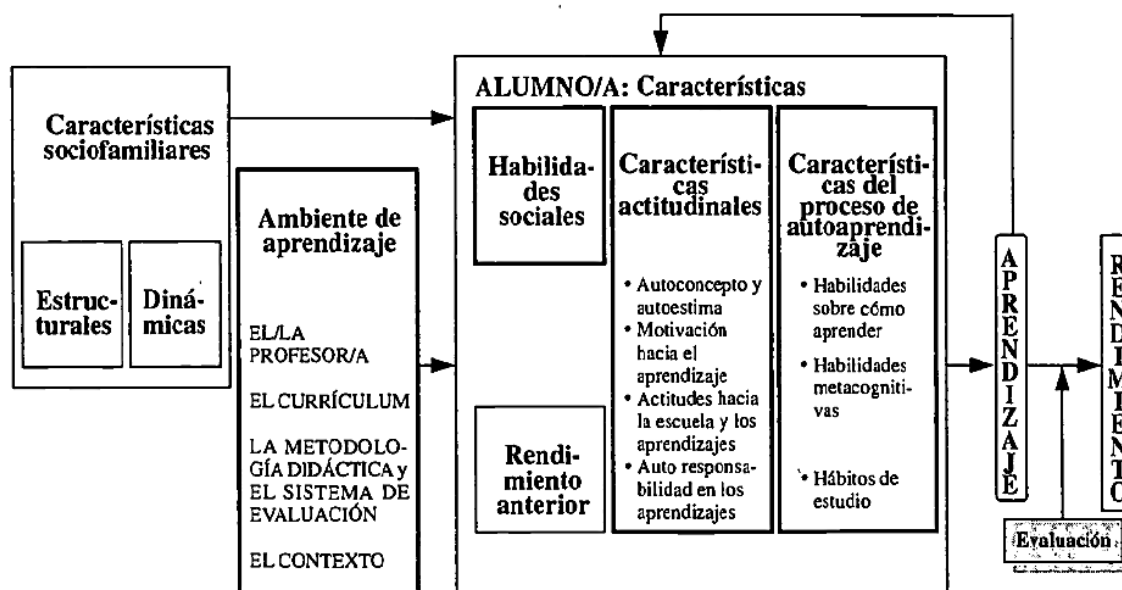 Características
sociofamiliares
Estruc-
turales
Diná-
micas
Ambiente de
aprendizaje
EL/LA
PROFESOR/A
EL CURRÍCULUM
LA METODOLO-
GÍA DIDÁCTICA y
EL SISTEMA DE
EVALUACIÓN
EL CONTEXTO
ALUMNO/A: Características
Habilida-
des
sociales
Rendi-
miento
anterior
Característi-
cas
actitudinales
• Autoconcepto y
autoestima
• Motivación
hacia el
aprendizaje
• Actitudes hacia
la escuela y los
aprendizajes
• Auto responsa-
bilidad en los
aprendizajes
Característi-
cas del
proceso de
autoaprendi-
zaje
• Habilidades
sobre cómo
aprender
• Habilidades
metacogniti-
vas
• Hábitos de
estudio
APRENDIZAJE
Evaluación
RENDIMIENTO